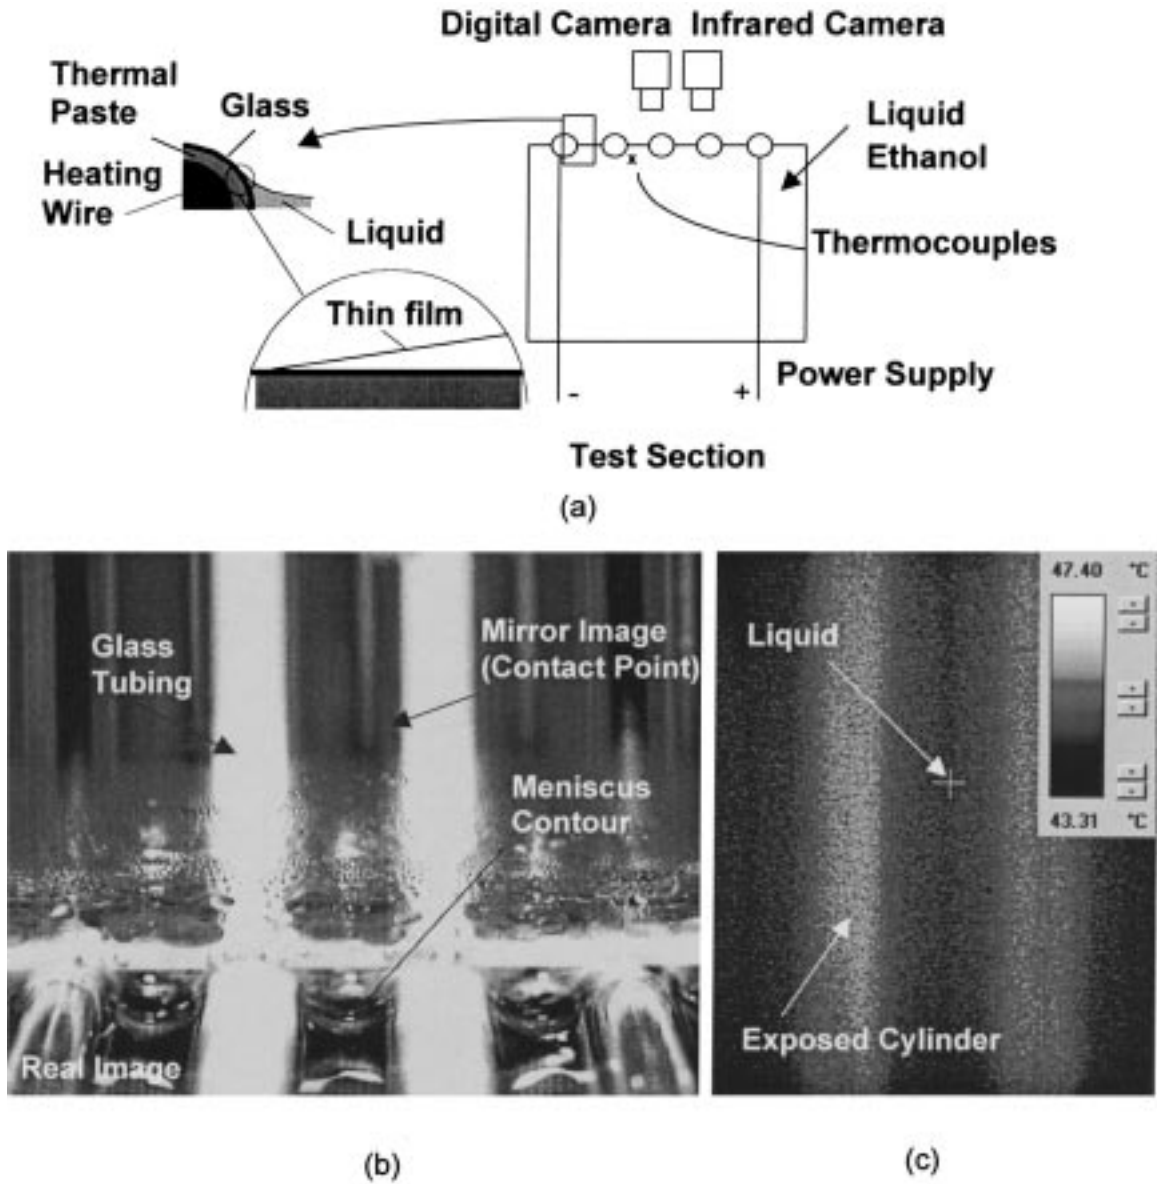 Digital Camera Infrared Camera
Thermal
Paste
Glass
Heating
Wire
Liquid
Thin film
Liquid
Ethanol
Thermocouples
x
- +
Power Supply
Test Section
(a)
Glass
Tubing
Mirror Image
(Contact Point)
Meniscus
Contour
Real Image
(b)
47.40 °C
Liquid
43.31 °C
Exposed Cylinder
(c)